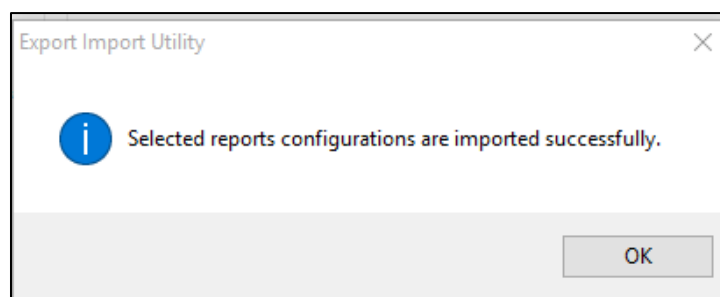 Export Import Utility
Selected reports configurations are imported successfully.
OK